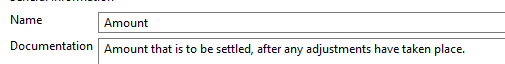 Name Amount
Documentation Amount that is to be settled, after any adjustments have taken place.